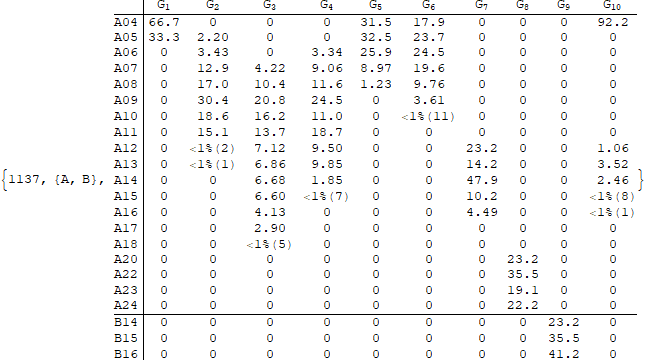 G₁ G₂ G₃ G₄ G₅ G₆ G₇ G₈ G₉ G₁₀
A04 66.7 0 0 0 31.5 17.9 0 0 0 92.2
A05 33.3 2.20 0 0 32.5 23.7 0 0 0 0
A06 0 3.43 0 3.34 25.9 24.5 0 0 0 0
A07 0 12.9 4.22 9.06 8.97 19.6 0 0 0 0
A08 0 17.0 10.4 11.6 1.23 9.76 0 0 0 0
A09 0 30.4 20.8 24.5 0 3.61 0 0 0 0
A10 0 18.6 16.2 11.0 0 <1%(11) 0 0 0 0
A11 0 15.1 13.7 18.7 0 0 0 0 0 0
A12 0 <1%(2) 7.12 9.50 0 0 23.2 0 0 1.06
A13 0 <1%(1) 6.86 9.85 0 0 14.2 0 0 3.52
{1137, {A, B}, A14 0 0 6.68 1.85 0 0 47.9 0 0 2.46 }
A15 0 0 6.60 <1%(7) 0 0 10.2 0 0 <1%(8)
A16 0 0 4.13 0 0 0 4.49 0 0 <1%(1)
A17 0 0 2.90 0 0 0 0 0 0 0
A18 0 0 <1%(5) 0 0 0 0 0 0 0
A20 0 0 0 0 0 0 0 23.2 0 0
A22 0 0 0 0 0 0 0 35.5 0 0
A23 0 0 0 0 0 0 0 19.1 0 0
A24 0 0 0 0 0 0 0 22.2 0 0
B14 0 0 0 0 0 0 0 0 23.2 0
B15 0 0 0 0 0 0 0 0 35.5 0
B16 0 0 0 0 0 0 0 0 41.2 0